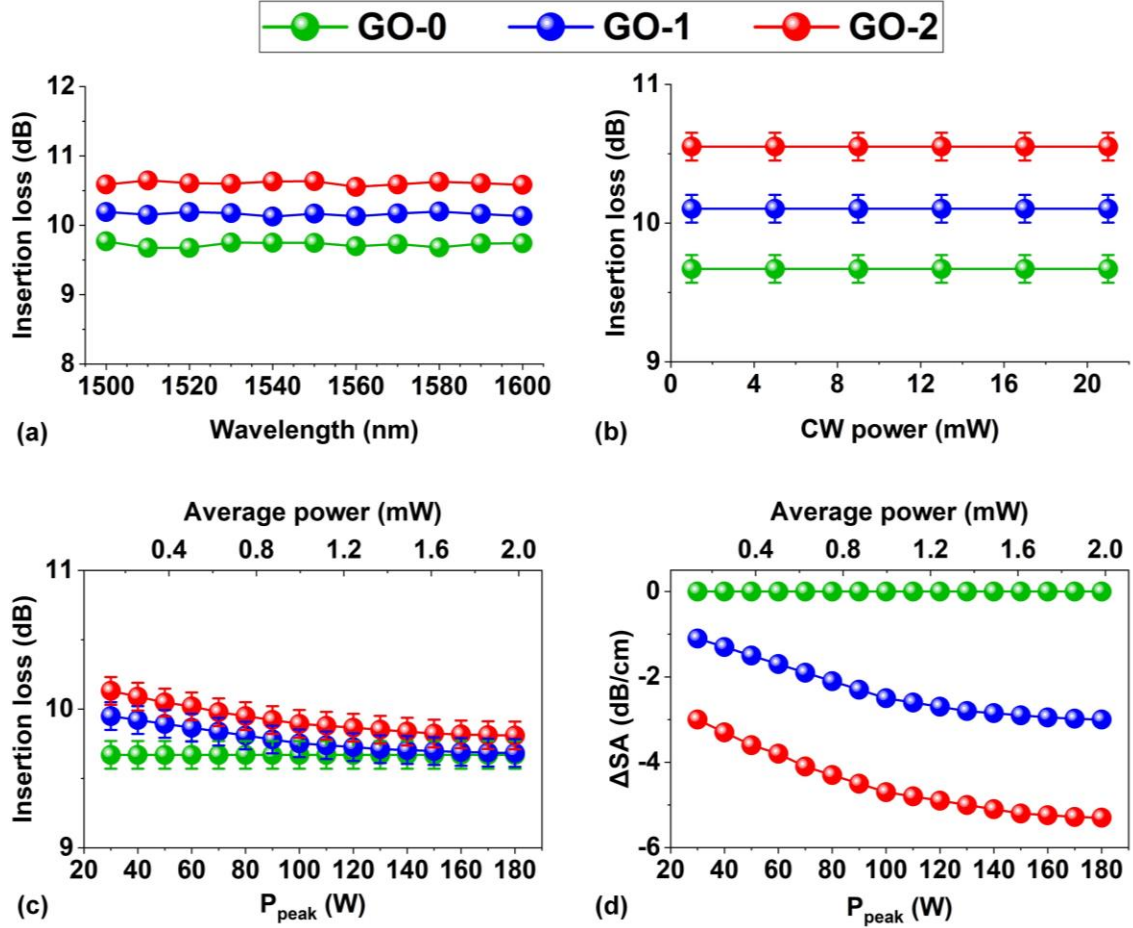 GO-0 GO-1 GO-2
12
11
10
9
8
Insertion loss (dB)
1500 1520 1540 1560 1580 1600
Wavelength (nm)
(a)
11
10
9
Insertion loss (dB)
0 4 8 12 16 20
CW power (mW)
(b)
Average power (mW)
0.4 0.8 1.2 1.6 2.0
11
10
9
Insertion loss (dB)
20 40 60 80 100 120 140 160 180
P_peak (W)
(c)
Average power (mW)
0.4 0.8 1.2 1.6 2.0
0
-2
-4
-6
ΔSA (dB/cm)
20 40 60 80 100 120 140 160 180
P_peak (W)
(d)